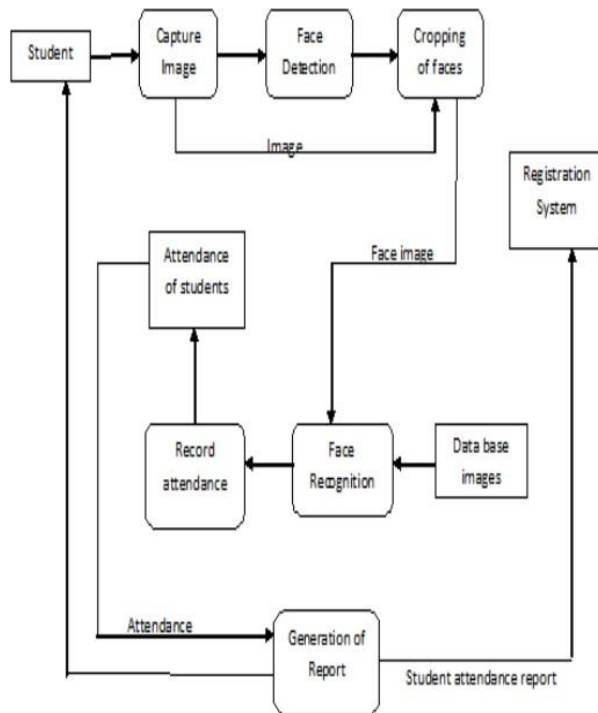 Student
Capture
Image
Face
Detection
Cropping
of faces
Image
Registration
System
Attendance
of students
Face image
Record
attendance
Face
Recognition
Data base
images
Attendance
Generation of
Report
Student attendance report